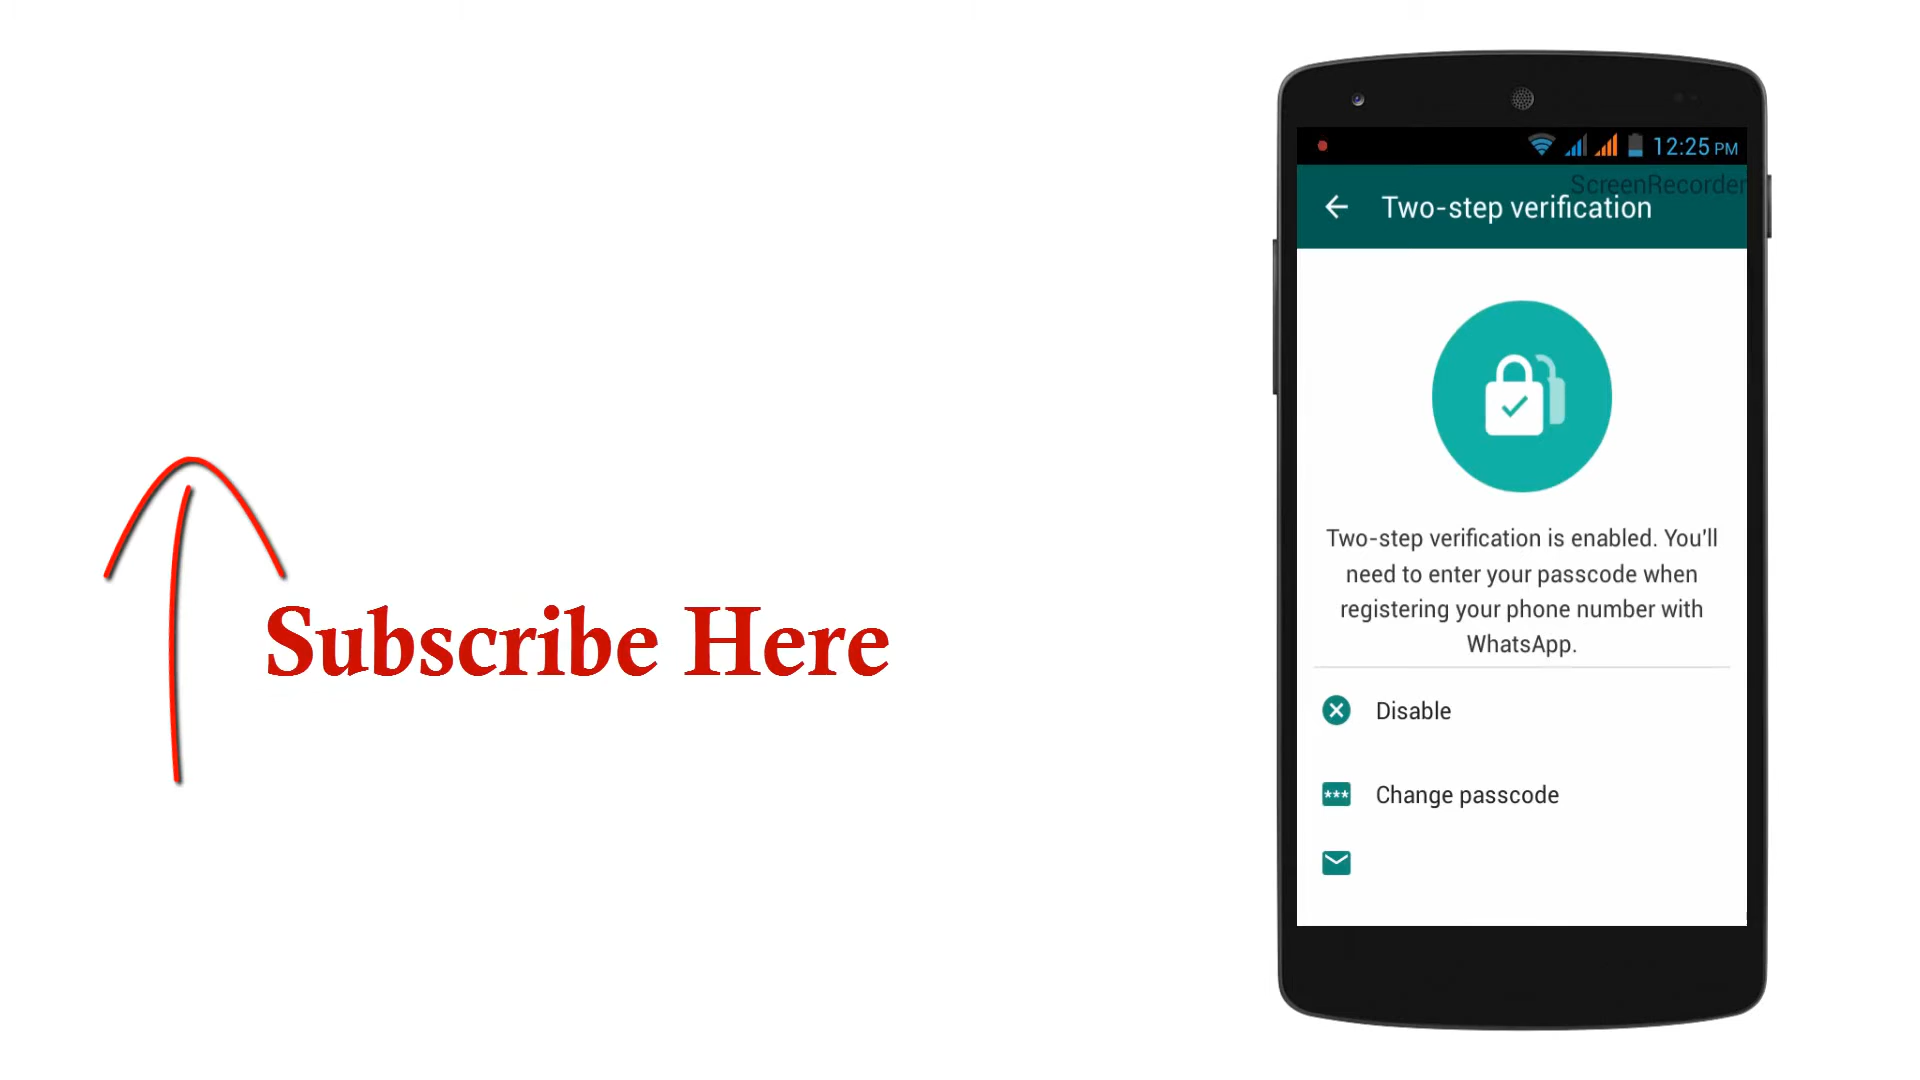 Subscribe Here
12:25 PM
ScreenRecorder
Two-step verification
Two-step verification is enabled. You'll
need to enter your passcode when
registering your phone number with
WhatsApp.
Disable
***
Change passcode